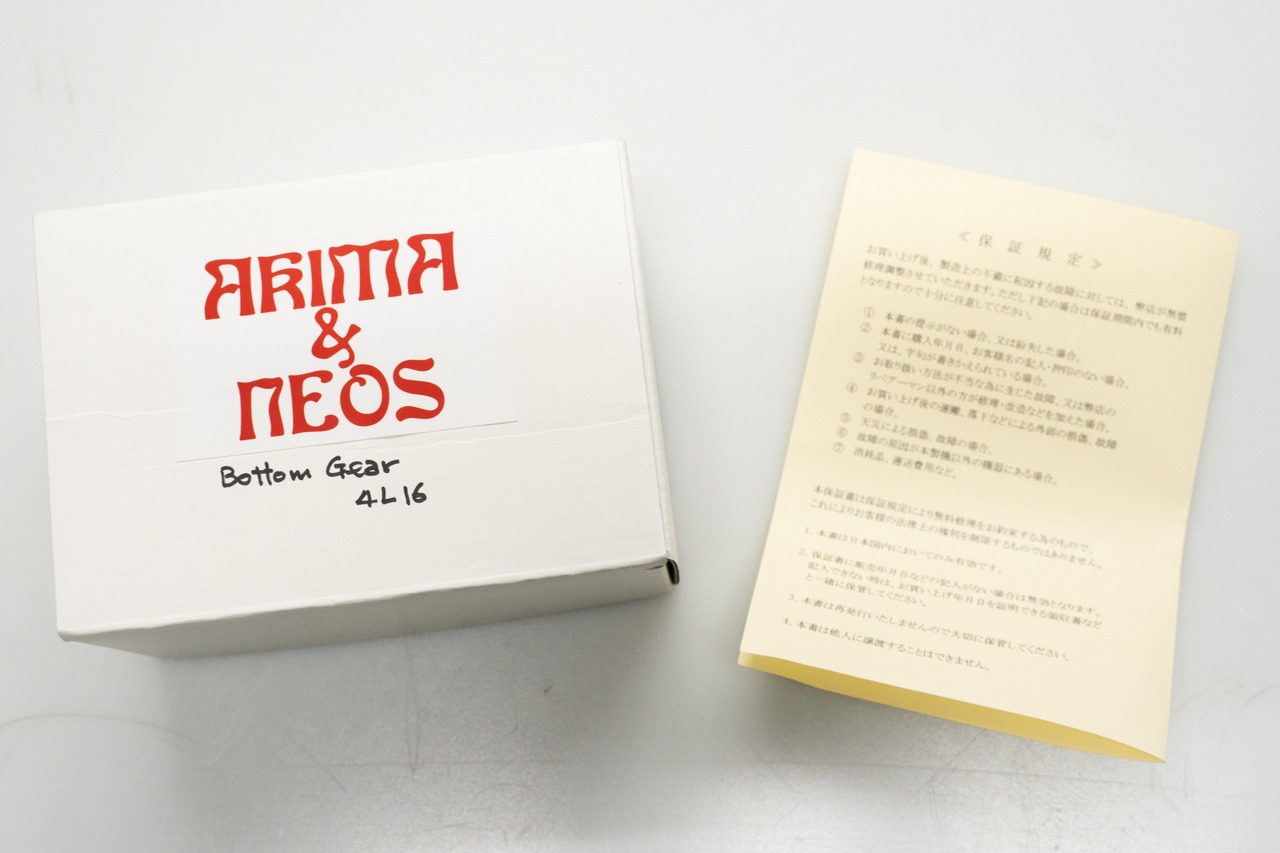 ARIMA
&
NEOS
Bottom Gear
4L16
≪保証規定≫
お買い上げ後、製造上の不備に起因する故障に対しては、弊店が無償
修理調整させていただきます。ただし下記の場合は保証期間内でも有料
となりますので十分に注意してください。
① 本書の提示がない場合、又は紛失した場合。
② 本書に購入年月日、お客様名の記入・押印のない場合、
又は、字句が書きかえられている場合。
③ お取り扱い方法が不当な為に生じた故障、又は弊店の
リペアーマン以外の方が修理・改造などを加えた場合。
④ お買い上げ後の運搬、落下などによる外部の損傷、故障
の場合。
⑤ 天災による損傷、故障の場合。
⑥ 故障の原因が本製機以外の機器にある場合。
⑦ 消耗品、運送費用など。
本保証書は保証規定により無料修理をお約束する為のもので、
これによりお客様の法律上の権利を制限するものではありません。
1. 本書は日本国内においてのみ有効です。
2. 保証書に販売年月日などの記入がない場合は無効となります。
記入できない時は、お買い上げ年月日を証明できる領収書など
と一緒に保管してください。
3. 本書は再発行いたしませんので大切に保管してください。
4. 本書は他人に譲渡することはできません。